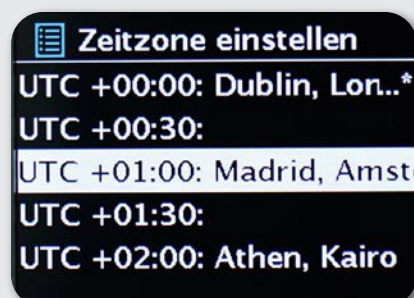 Zeitzone einstellen
UTC +00:00: Dublin, Lon...*
UTC +00:30:
UTC +01:00: Madrid, Amst
UTC +01:30:
UTC +02:00: Athen, Kairo